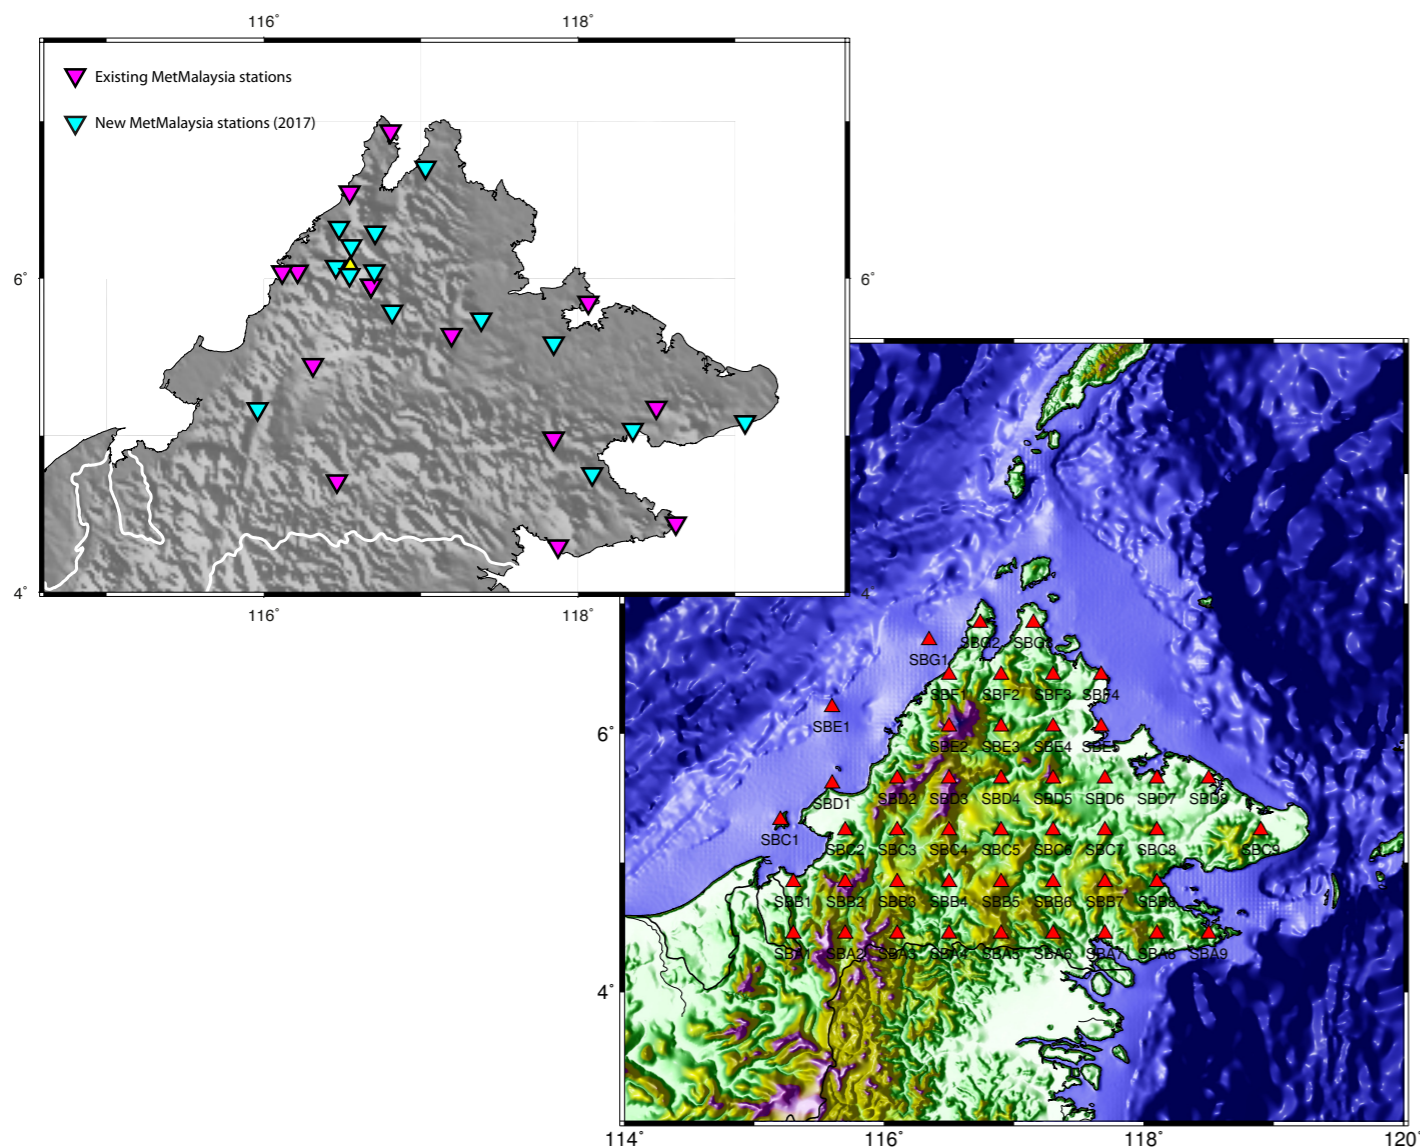 116° 118°
Existing MetMalaysia stations
New MetMalaysia stations (2017)
6° 6°
4° 4
116° 118°
SBG2 SBG3
SBG1
SBF1 SBF2 SBF3 SBF4
SBE1
6°
SBE2 SBE3 SBE4 SBE5
SBD1 SBD2 SBD3 SBD4 SBD5 SBD6 SBD7 SBD8
SBC1 SBC2 SBC3 SBC4 SBC5 SBC6 SBC7 SBC8 SBC9
SBB1 SBB2 SBB3 SBB4 SBB5 SBB6 SBB7 SBB8
SBA1 SBA2 SBA3 SBA4 SBA5 SBA6 SBA7 SBA8 SBA9
4°
114° 116° 118° 120°